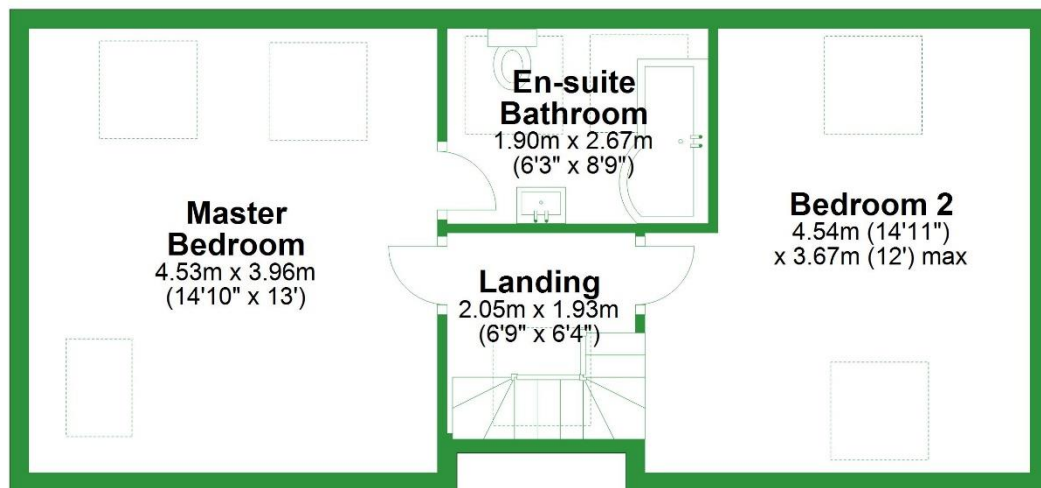 Master
Bedroom
4.53m x 3.96m
(14'10" x 13')
En-suite
Bathroom
1.90m x 2.67m
(6'3" x 8'9")
Landing
2.05m x 1.93m
(6'9" x 6'4")
Bedroom 2
4.54m (14'11")
x 3.67m (12') max